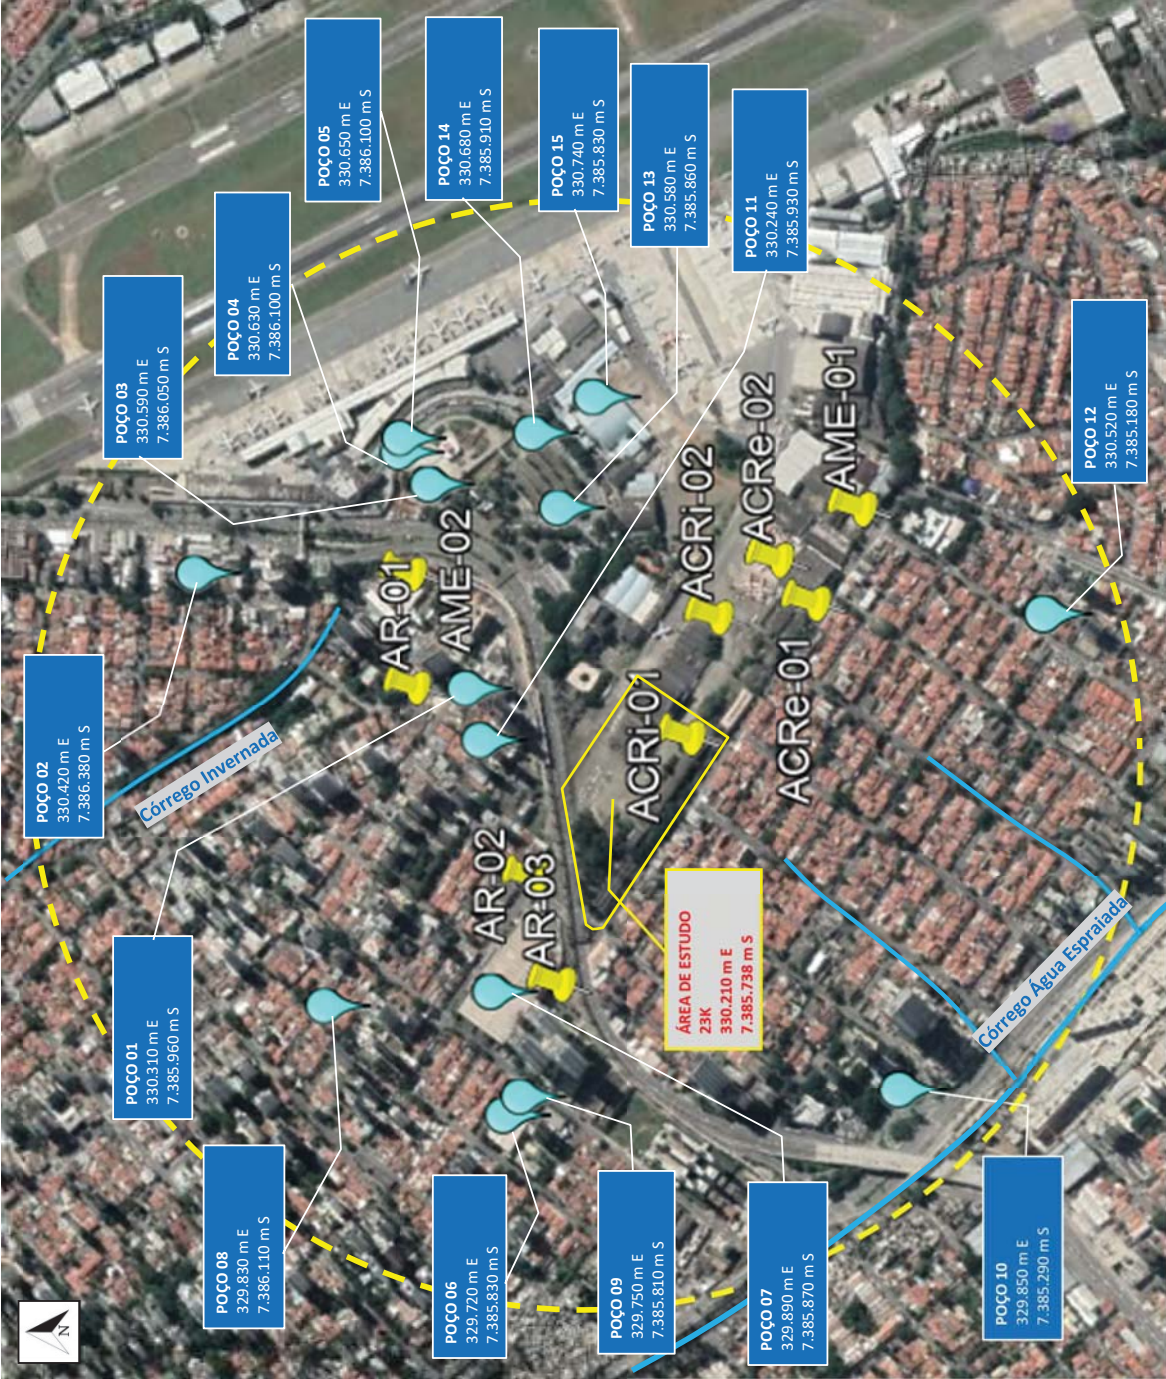 POÇO 05
330.650 m E
7.386.100 m S
POÇO 14
330.680 m E
7.385.910 m S
POÇO 15
330.740 m E
7.385.830 m S
POÇO 13
330.580 m E
7.385.860 m S
POÇO 11
330.240 m E
7.385.930 m S
POÇO 04
330.630 m E
7.386.100 m S
POÇO 03
330.590 m E
7.386.050 m S
POÇO 12
330.520 m E
7.385.180 m S
POÇO 02
330.420 m E
7.386.380 m S
Córrego Invernada
AR-01
AME-02
ACRi-02
ACRe-02
AME-01
ACRi-01
ACRe-01
AR-02
AR-03
ÁREA DE ESTUDO
23K
330.210 m E
7.385.738 m S
Córrego Água Espraiada
POÇO 01
330.310 m E
7.385.960 m S
POÇO 08
329.830 m E
7.386.110 m S
POÇO 06
329.720 m E
7.385.830 m S
POÇO 09
329.750 m E
7.385.810 m S
POÇO 07
329.890 m E
7.385.870 m S
POÇO 10
329.850 m E
7.385.290 m S
N